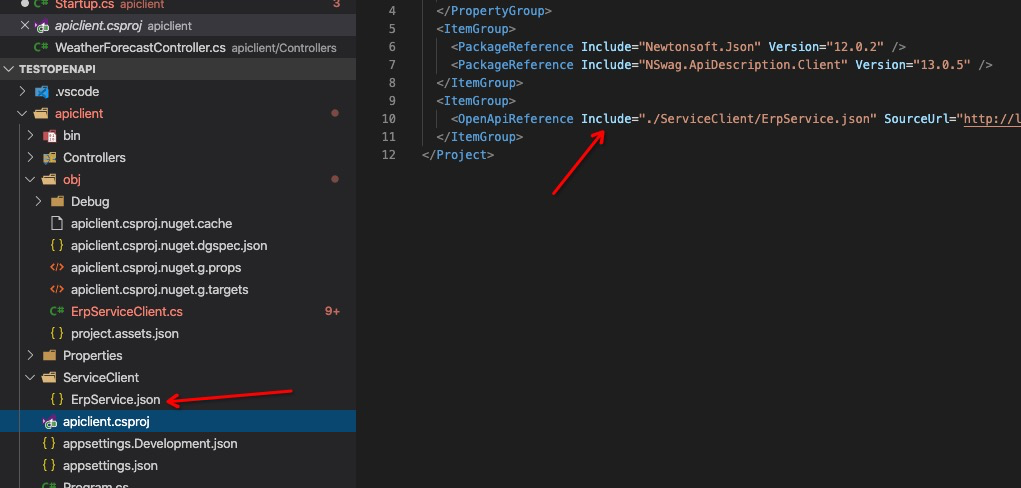 Startup.cs apiclient 3
apiclient.csproj apiclient
C# WeatherForecastController.cs apiclient/Controllers
TESTOPENAPI
.vscode
apiclient
bin
Controllers
obj
Debug
apiclient.csproj.nuget.cache
{ } apiclient.csproj.nuget.dgspec.json
</> apiclient.csproj.nuget.g.props
</> apiclient.csproj.nuget.g.targets
C# ErpServiceClient.cs 9+
{ } project.assets.json
Properties
ServiceClient
{ } ErpService.json
apiclient.csproj
{ } appsettings.Development.json
{ } appsettings.json
Program.cs
4 </PropertyGroup>
5 <ItemGroup>
6 <PackageReference Include="Newtonsoft.Json" Version="12.0.2" />
7 <PackageReference Include="NSwag.ApiDescription.Client" Version="13.0.5" />
8 </ItemGroup>
9 <ItemGroup>
10 <OpenApiReference Include="./ServiceClient/ErpService.json" SourceUrl="http://l
11 </ItemGroup>
12 </Project>